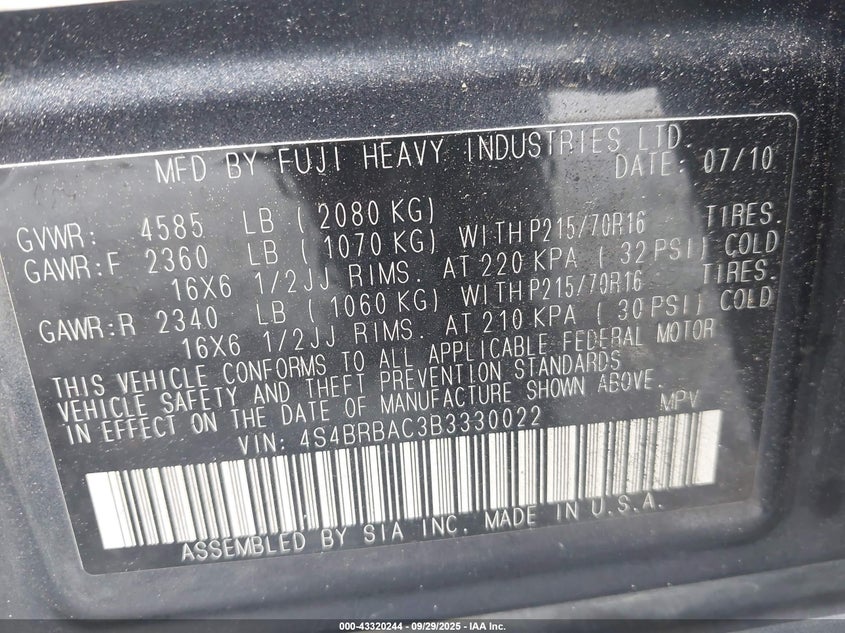 MFD BY FUJI HEAVY INDUSTRIES LTD.
DATE: 07/10
GVWR: 4585 LB ( 2080 KG)
GAWR:F 2360 LB ( 1070 KG) WITH P215/70R16 TIRES.
16X6 1/2JJ RIMS. AT 220 KPA ( 32 PSI) COLD
GAWR:R 2340 LB ( 1060 KG) WITH P215/70R16 TIRES.
16X6 1/2JJ RIMS. AT 210 KPA ( 30 PSI) COLD
THIS VEHICLE CONFORMS TO ALL APPLICABLE FEDERAL MOTOR
VEHICLE SAFETY AND THEFT PREVENTION STANDARDS
IN EFFECT ON THE DATE OF MANUFACTURE SHOWN ABOVE.
VIN: 4S4BRBAC3B3330022 MPV
ASSEMBLED BY SIA INC. MADE IN U.S.A.
000-43320244 - 09/29/2025 - IAA Inc.